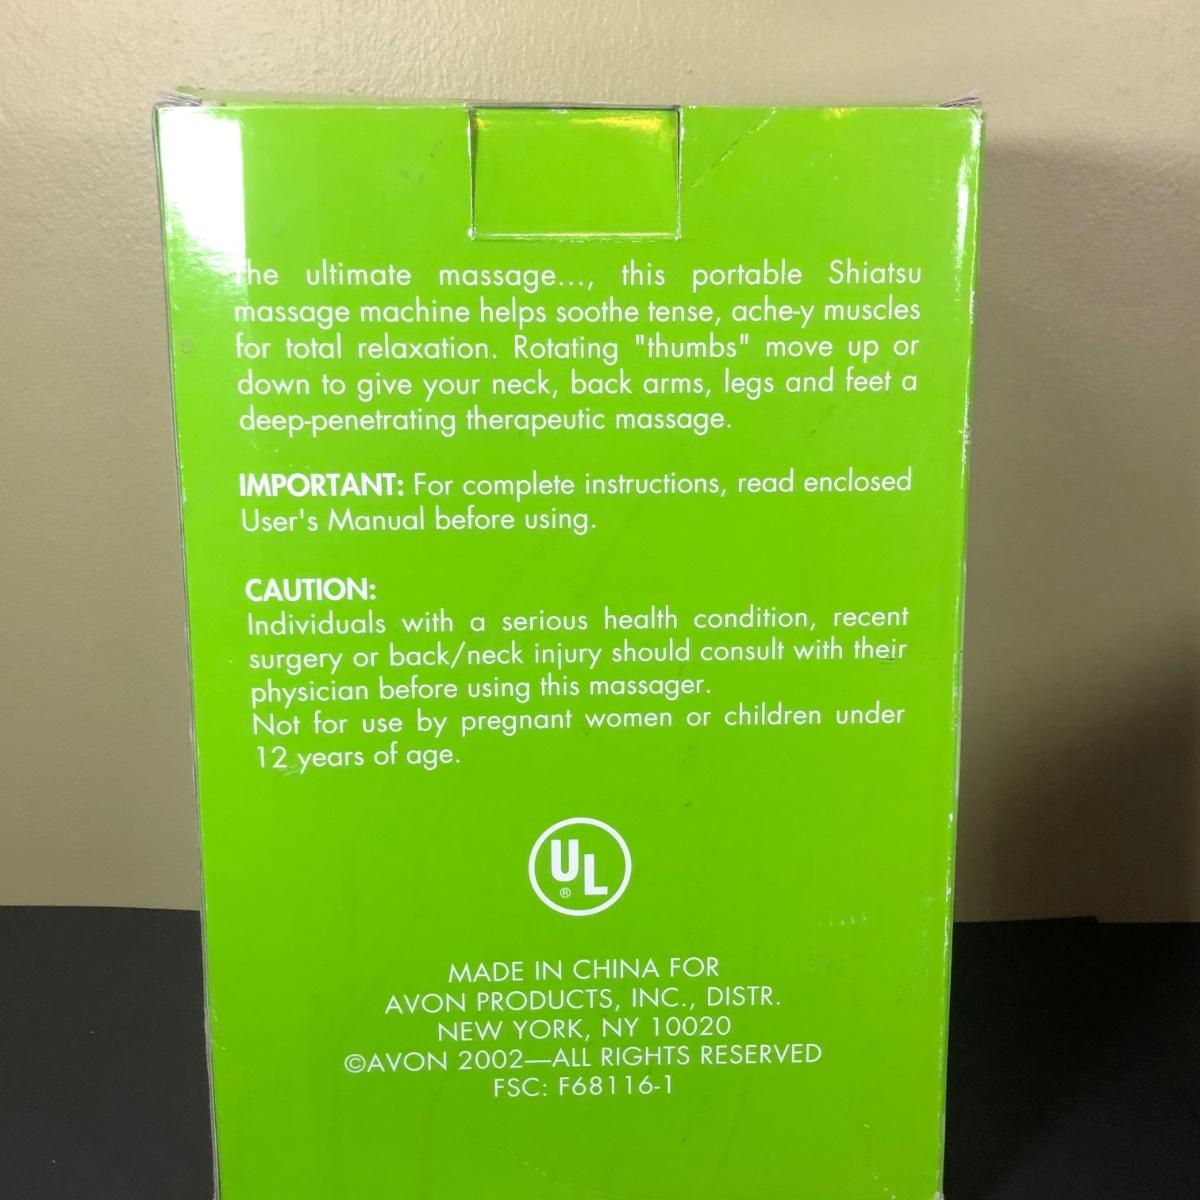 The ultimate massage..., this portable Shiatsu
massage machine helps soothe tense, ache-y muscles
for total relaxation. Rotating "thumbs" move up or
down to give your neck, back arms, legs and feet a
deep-penetrating therapeutic massage.
IMPORTANT: For complete instructions, read enclosed
User's Manual before using.
CAUTION:
Individuals with a serious health condition, recent
surgery or back/neck injury should consult with their
physician before using this massager.
Not for use by pregnant women or children under
12 years of age.
UL
®
MADE IN CHINA FOR
AVON PRODUCTS, INC., DISTR.
NEW YORK, NY 10020
©AVON 2002—ALL RIGHTS RESERVED
FSC: F68116-1